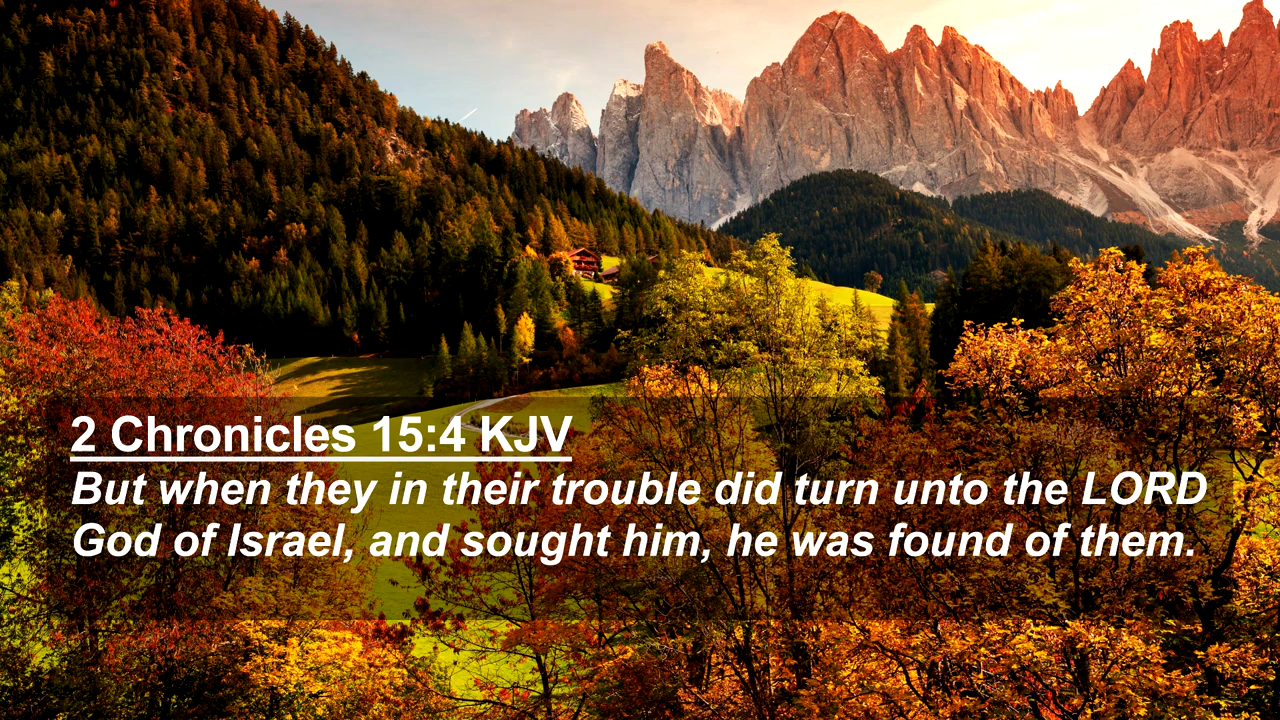 2 Chronicles 15:4 KJV
But when they in their trouble did turn unto the LORD
God of Israel, and sought him, he was found of them.